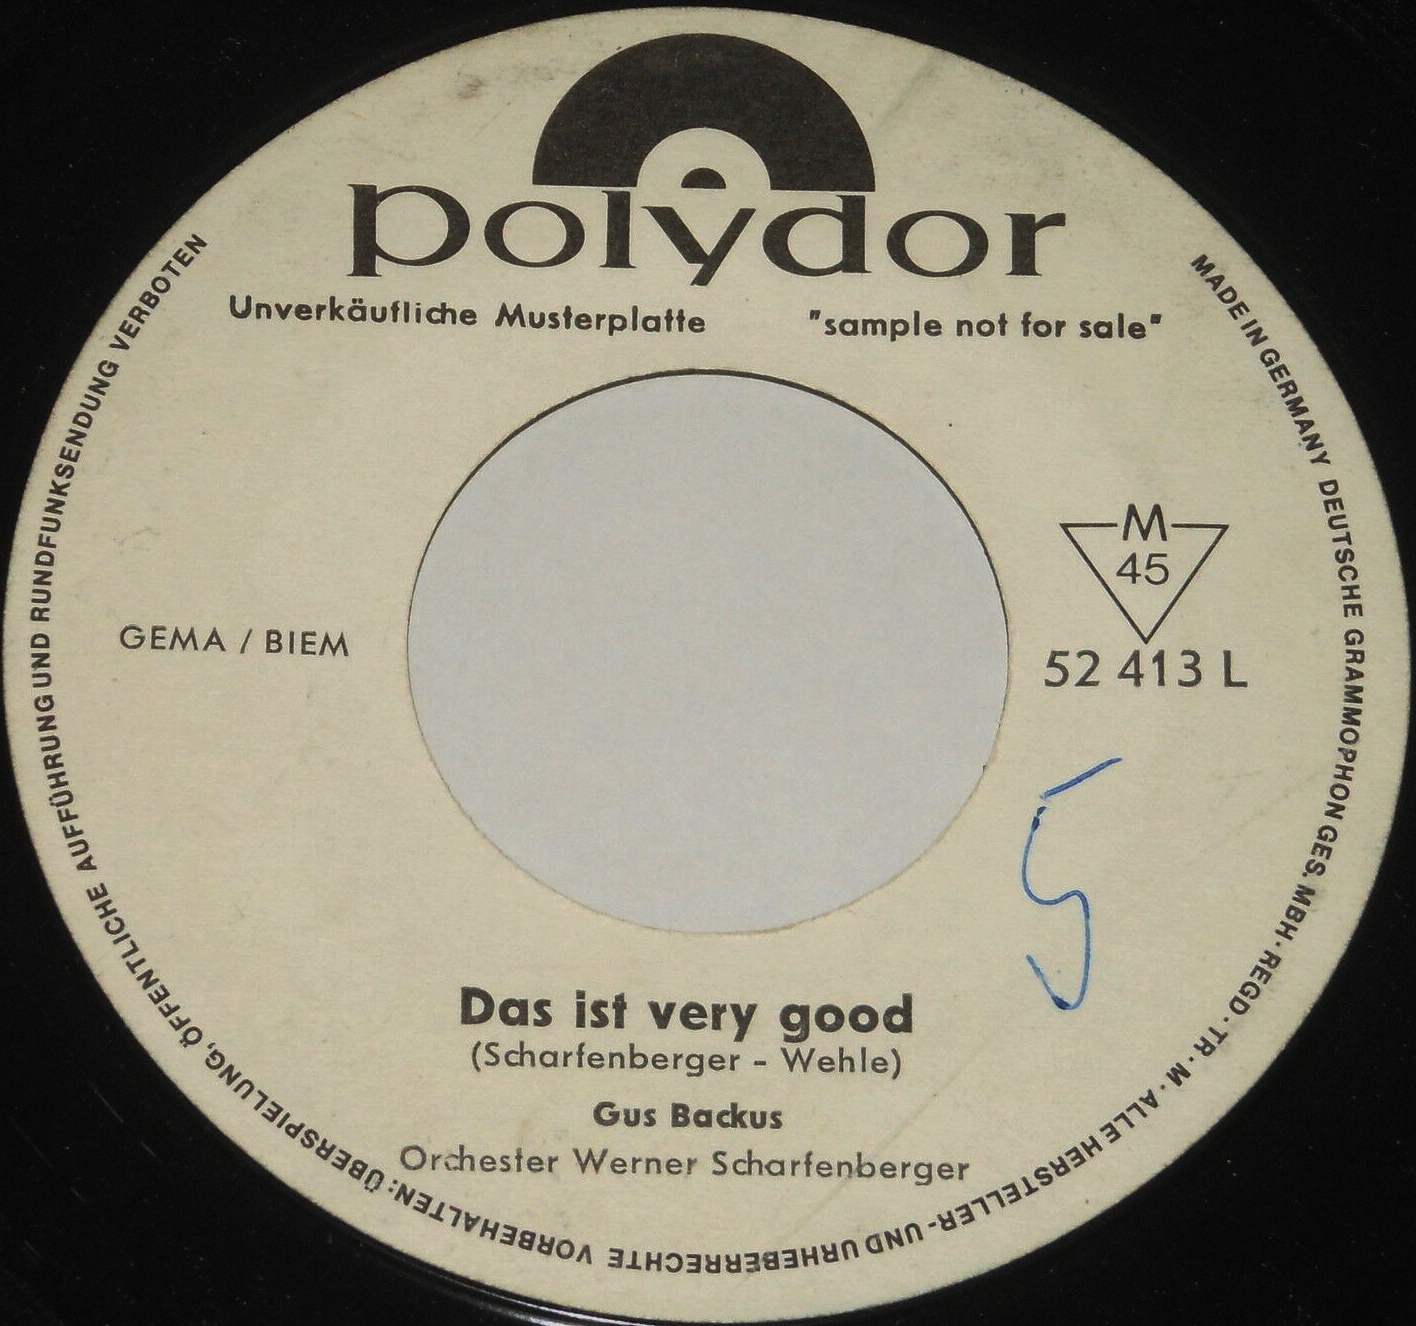 polydor
Unverkäufliche Musterplatte "sample not for sale"
M
45
52 413 L
GEMA / BIEM
5
Das ist very good
(Scharfenberger - Wehle)
Gus Backus
Orchester Werner Scharfenberger
MADE IN GERMANY DEUTSCHE GRAMMOPHON GES. MBH · REGD · TR · M · ALLE HERSTELLER- UND URHEBERRECHTE VORBEHALTEN: ÜBERSPIELUNG, ÖFFENTLICHE AUFFÜHRUNG UND RUNDFUNKSENDUNG VERBOTEN